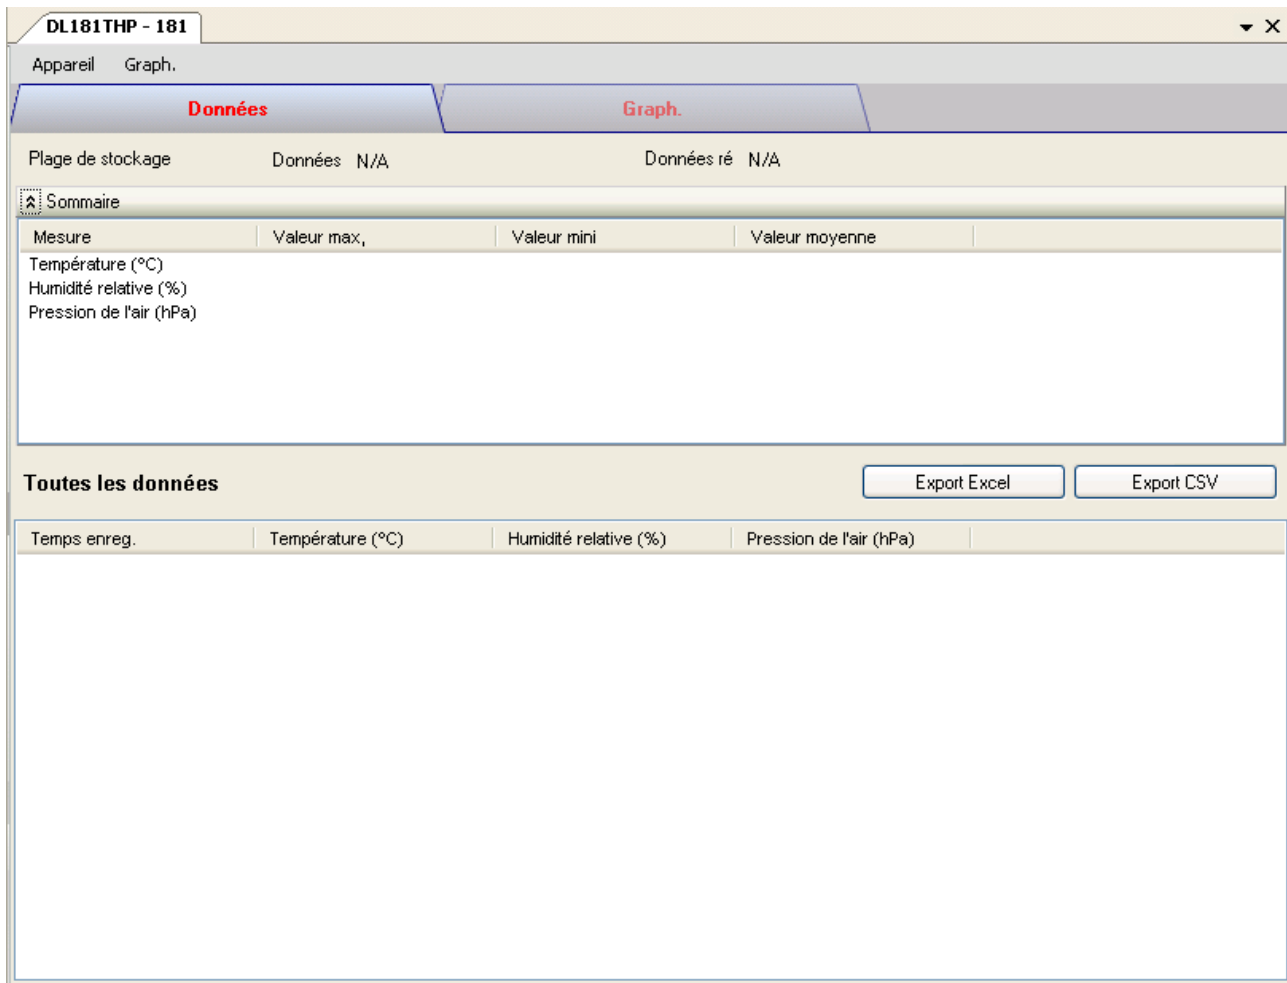 DL181THP - 181
Appareil Graph.
Données Graph.
Plage de stockage Données N/A Données ré N/A
Sommaire
Mesure Valeur max, Valeur mini Valeur moyenne
Température (°C)
Humidité relative (%)
Pression de l'air (hPa)
Toutes les données Export Excel Export CSV
Temps enreg. Température (°C) Humidité relative (%) Pression de l'air (hPa)